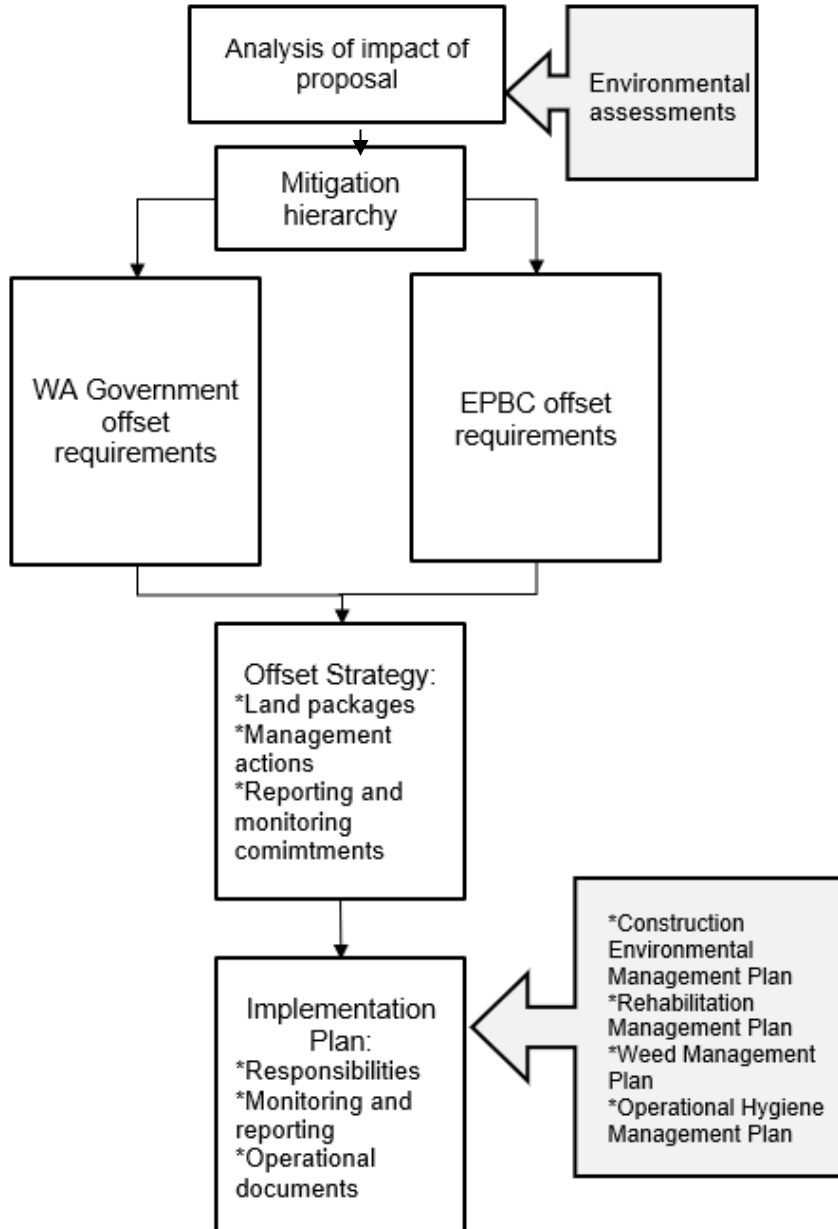 Analysis of impact of
proposal
Environmental
assessments
Mitigation
hierarchy
WA Government
offset
requirements
EPBC offset
requirements
Offset Strategy:
*Land packages
*Management
actions
*Reporting and
monitoring
comimtments
Implementation
Plan:
*Responsibilities
*Monitoring and
reporting
*Operational
documents
*Construction
Environmental
Management Plan
*Rehabilitation
Management Plan
*Weed Management
Plan
*Operational Hygiene
Management Plan